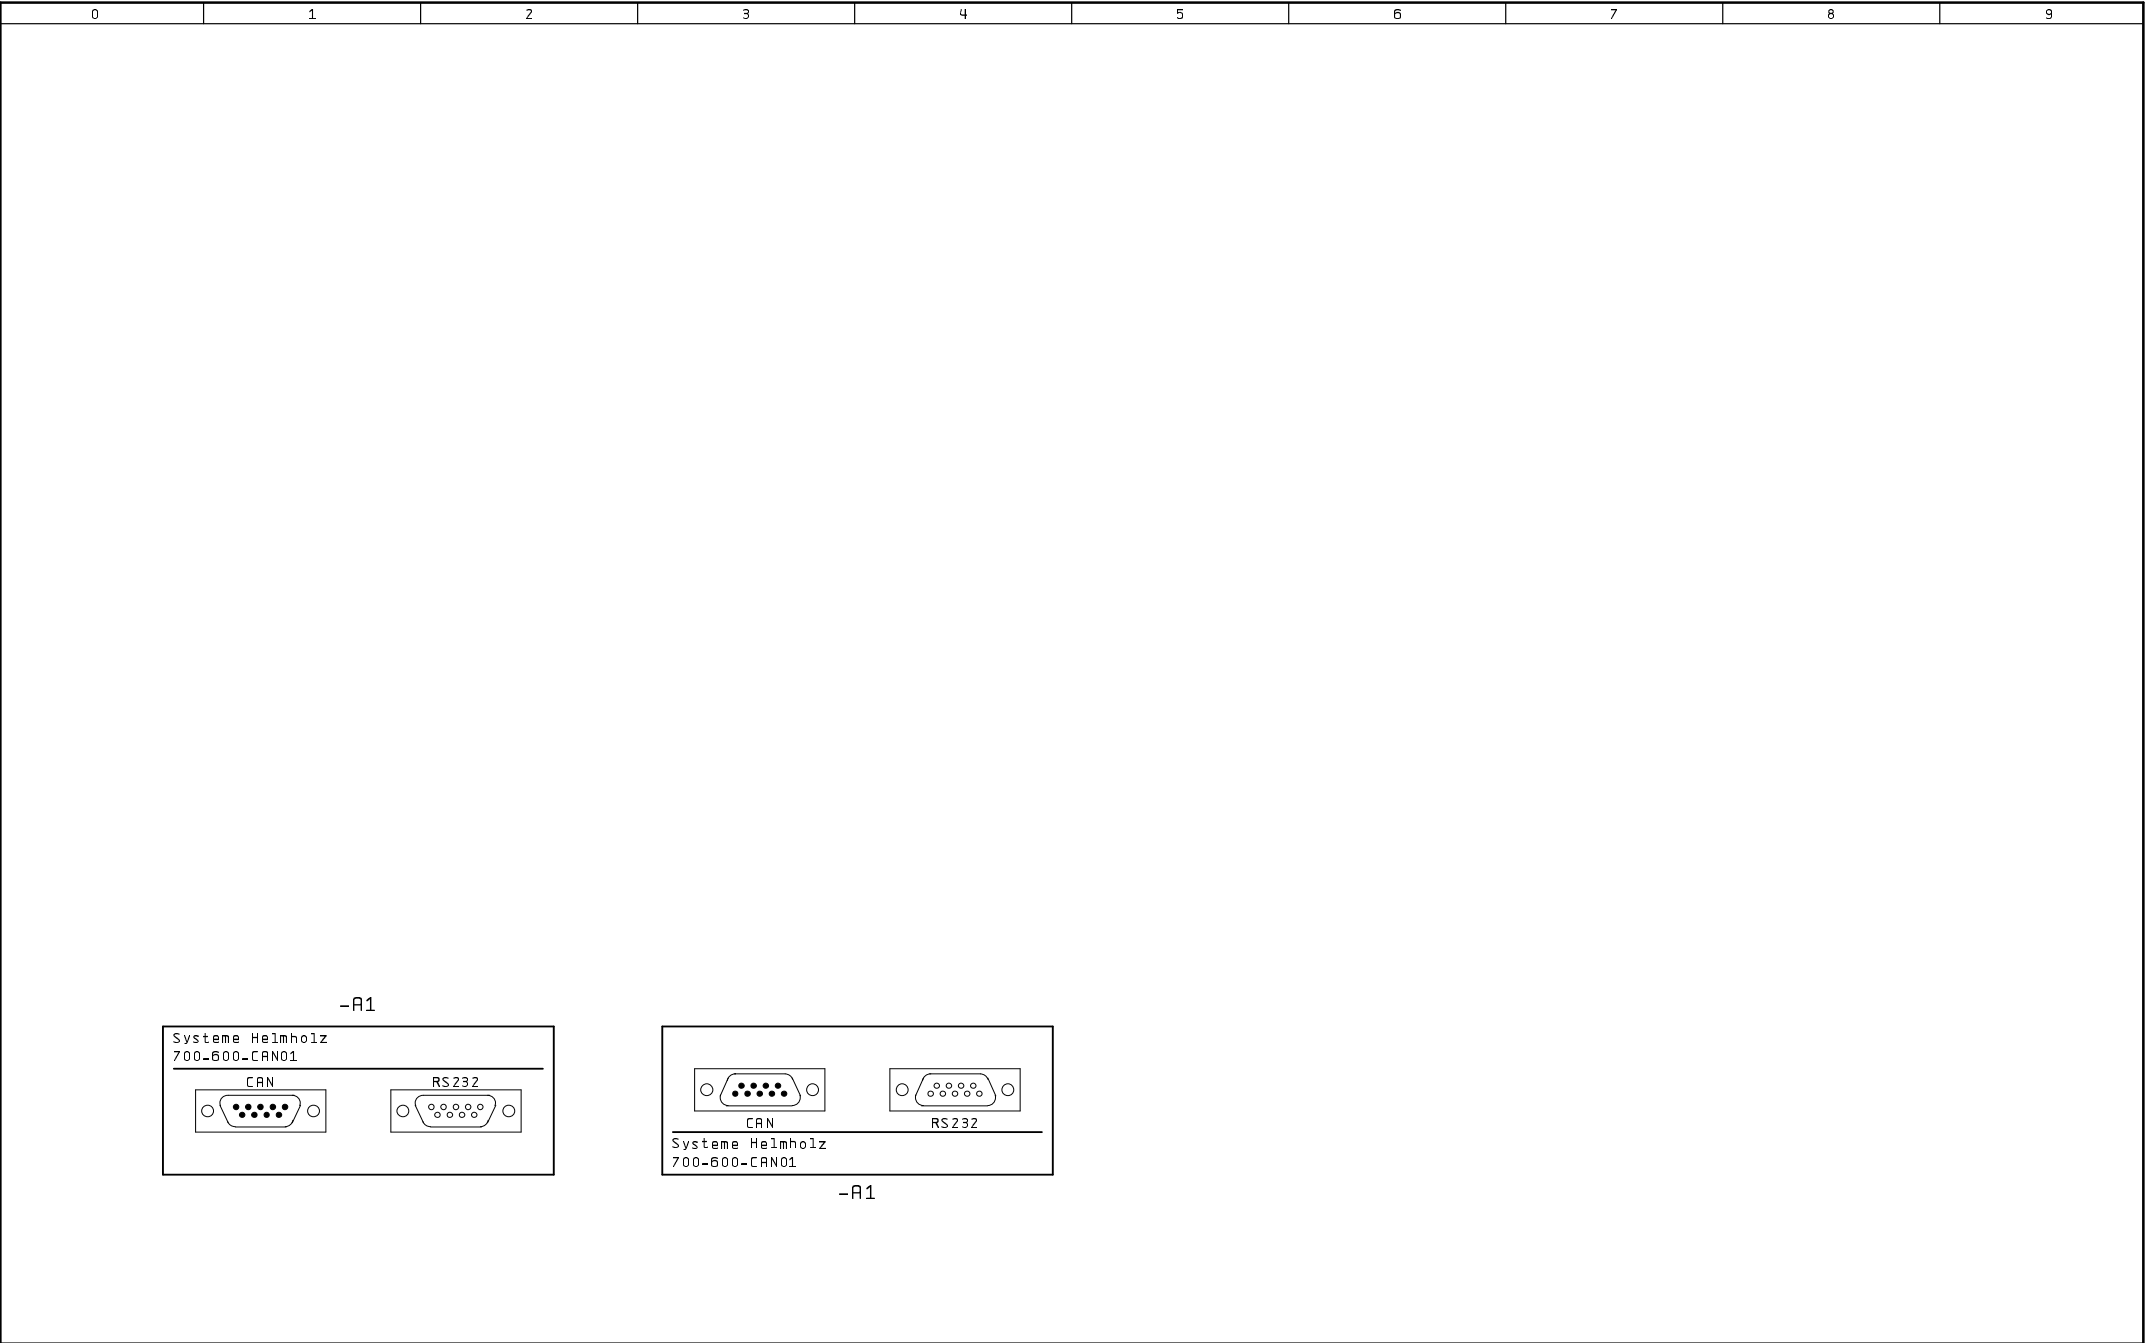 0 1 2 3 4 5 6 7 8 9
-A1
Systeme Helmholz
700-600-CAN01
CAN RS232
CAN RS232
Systeme Helmholz
700-600-CAN01
-A1